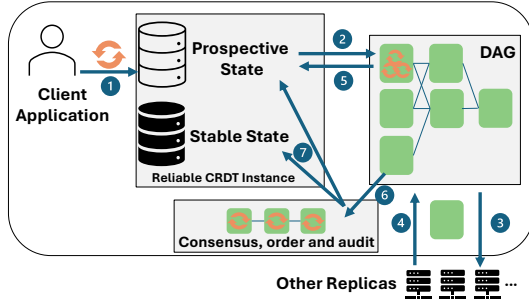 Client
Application
1
Prospective
State
Stable State
Reliable CRDT Instance
2
5
DAG
7
6
Consensus, order and audit
4
3
Other Replicas
...